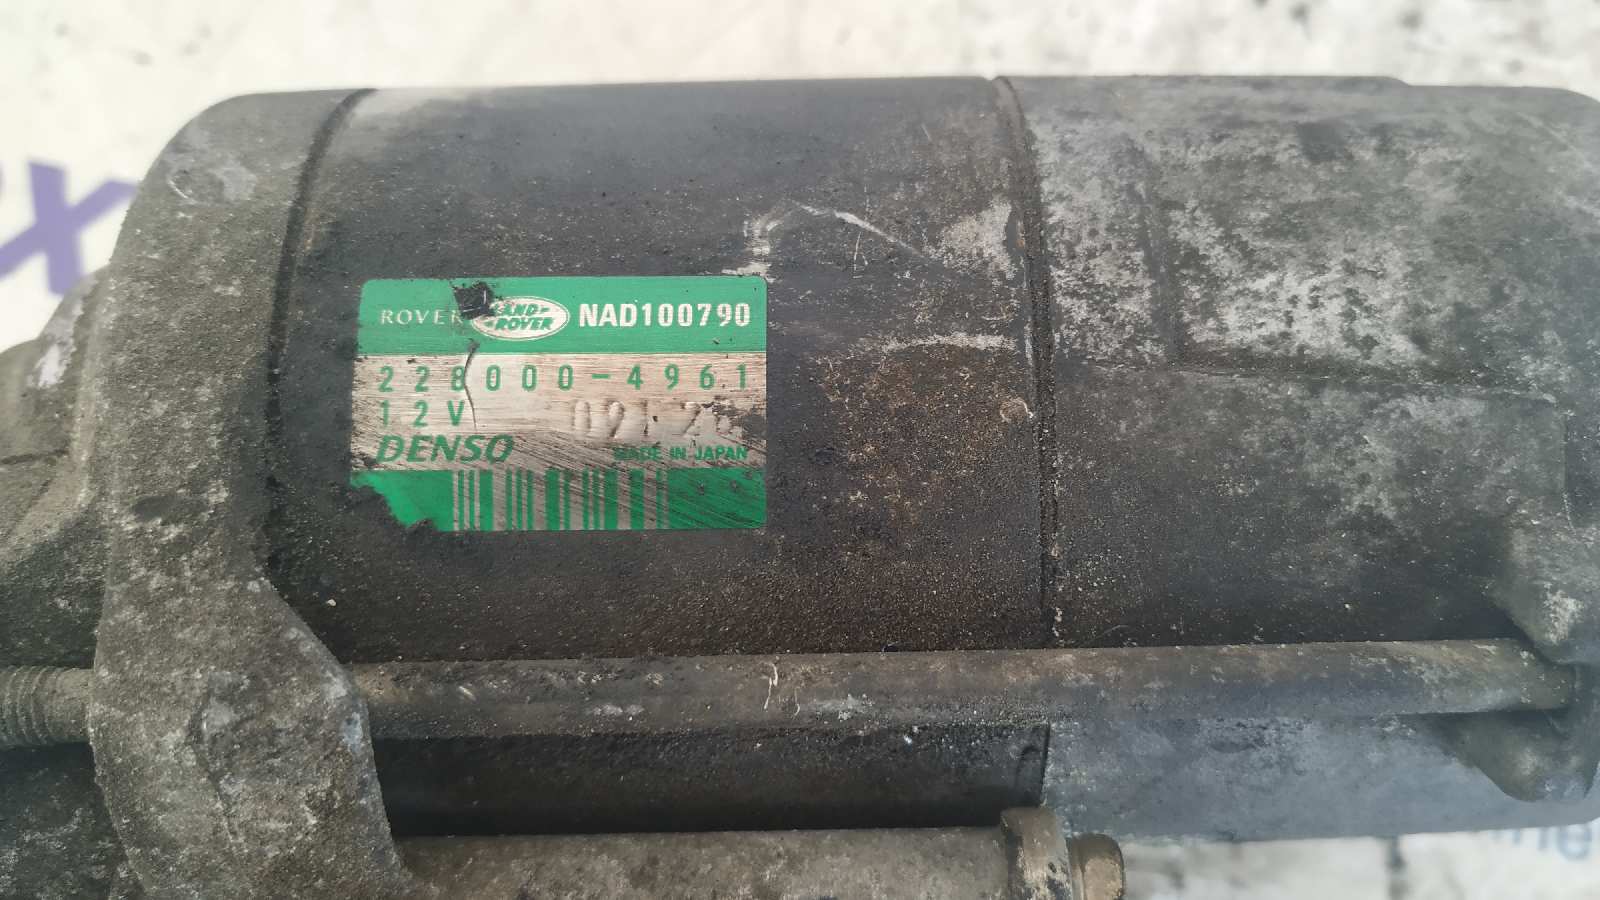 ROVER LAND ROVER NAD100790
228000-4961
12V
DENSO MADE IN JAPAN